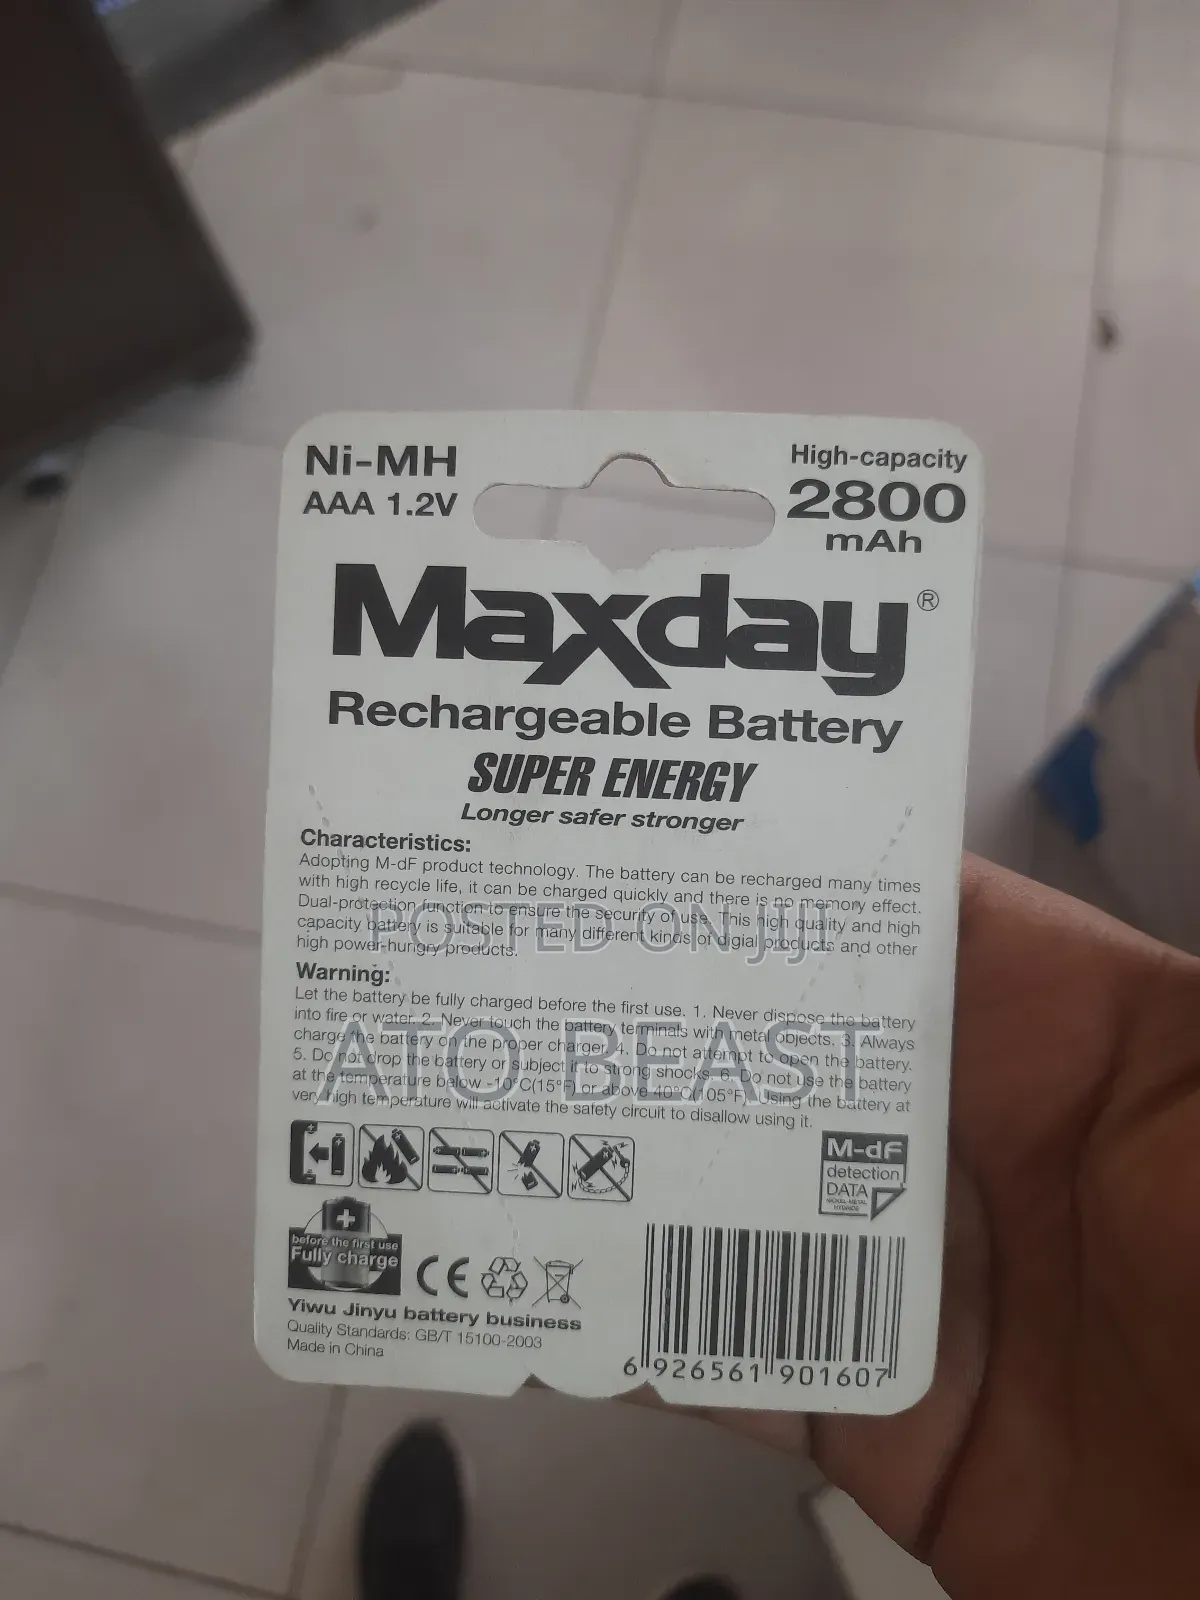 Ni-MH
AAA 1.2V
High-capacity
2800
mAh
Maxday®
Rechargeable Battery
SUPER ENERGY
Longer safer stronger
Characteristics:
Adopting M-dF product technology. The battery can be recharged many times
with high recycle life, it can be charged quickly and there is no memory effect.
Dual-protection function to ensure the security of use. This high quality and high
capacity battery is suitable for many different kinds of digial products and other
high power-hungry products.
POSTED ON JIJI
Warning:
Let the battery be fully charged before the first use. 1. Never dispose the battery
into fire or water. 2. Never touch the battery terminals with metal objects. 3. Always
charge the battery on the proper charger. 4. Do not attempt to open the battery.
5. Do not drop the battery or subject it to strong shocks. 6. Do not use the battery
at the temperature below -10°C(15°F) or above 40°C(105°F). Using the battery at
very high temperature will activate the safety circuit to disallow using it.
ATO BEAST
M-dF
detection
DATA
NICKEL-METAL
HYDRIDE
before the first use
Fully charge
CE
Yiwu Jinyu battery business
Quality Standards: GB/T 15100-2003
Made in China
6 926561 901607